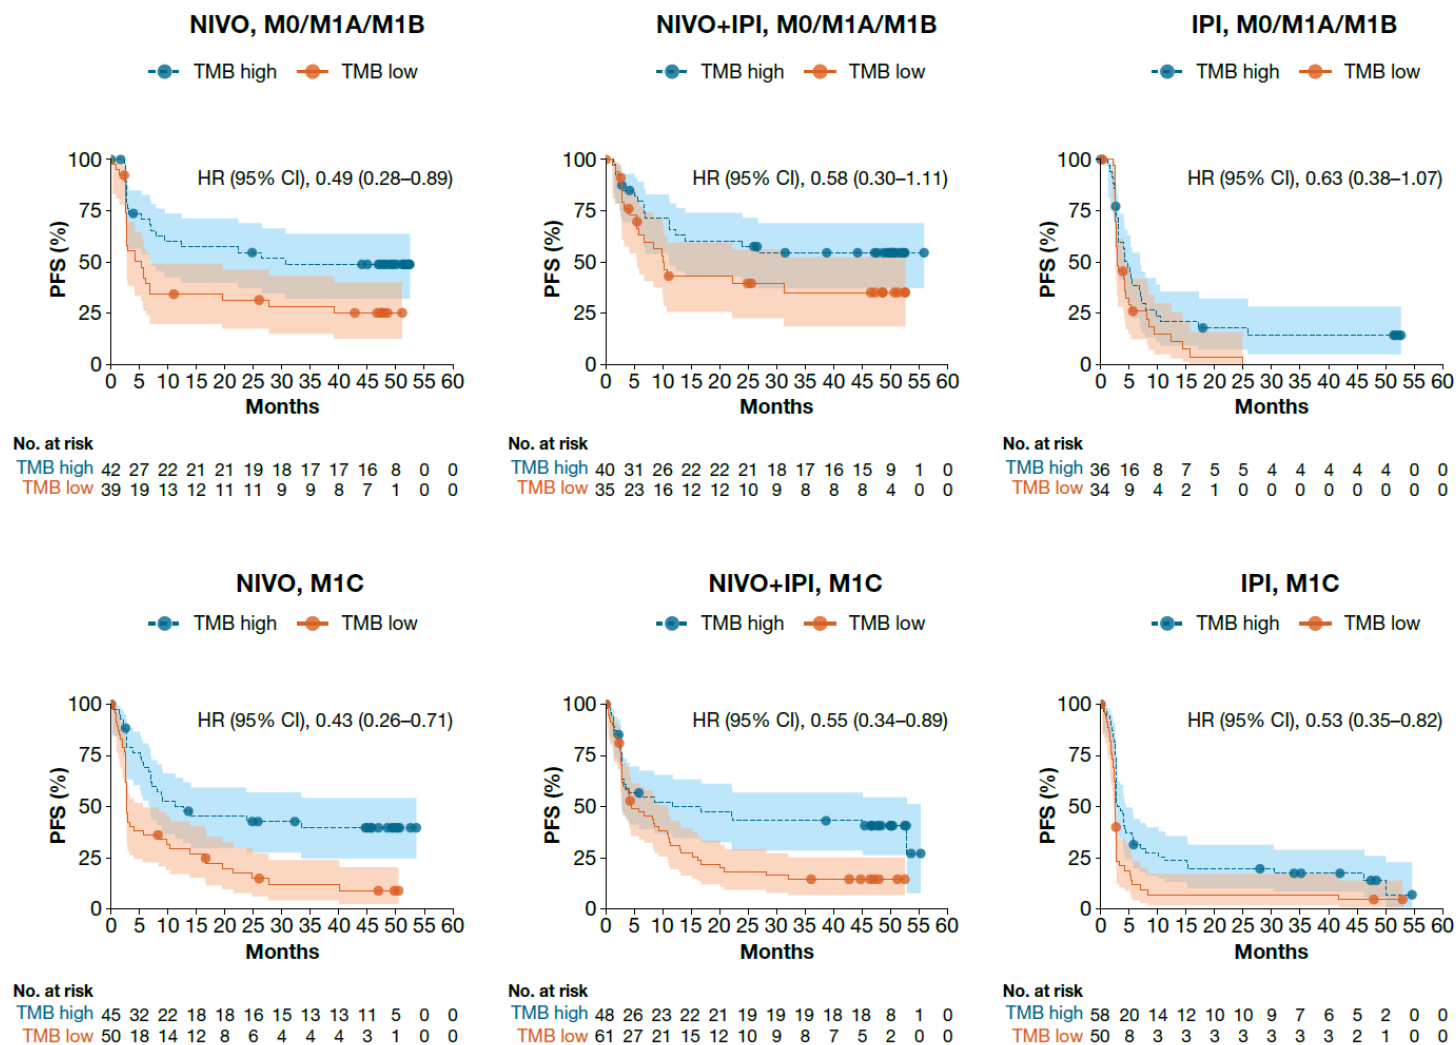 NIVO, M0/M1A/M1B
TMB high TMB low
PFS (%)
100
75
50
25
0
HR (95% CI), 0.49 (0.28–0.89)
0 5 10 15 20 25 30 35 40 45 50 55 60
Months
No. at risk
TMB high 42 27 22 21 21 19 18 17 17 16 8 0 0
TMB low 39 19 13 12 11 11 9 9 8 7 1 0 0
NIVO+IPI, M0/M1A/M1B
TMB high TMB low
PFS (%)
100
75
50
25
0
HR (95% CI), 0.58 (0.30–1.11)
0 5 10 15 20 25 30 35 40 45 50 55 60
Months
No. at risk
TMB high 40 31 26 22 22 21 18 17 16 15 9 1 0
TMB low 35 23 16 12 12 10 9 8 8 8 4 0 0
IPI, M0/M1A/M1B
TMB high TMB low
PFS (%)
100
75
50
25
0
HR (95% CI), 0.63 (0.38–1.07)
0 5 10 15 20 25 30 35 40 45 50 55 60
Months
No. at risk
TMB high 36 16 8 7 5 5 4 4 4 4 4 0 0
TMB low 34 9 4 2 1 0 0 0 0 0 0 0 0
NIVO, M1C
TMB high TMB low
PFS (%)
100
75
50
25
0
HR (95% CI), 0.43 (0.26–0.71)
0 5 10 15 20 25 30 35 40 45 50 55 60
Months
No. at risk
TMB high 45 32 22 18 18 16 15 13 13 11 5 0 0
TMB low 50 18 14 12 8 6 4 4 4 3 1 0 0
NIVO+IPI, M1C
TMB high TMB low
PFS (%)
100
75
50
25
0
HR (95% CI), 0.55 (0.34–0.89)
0 5 10 15 20 25 30 35 40 45 50 55 60
Months
No. at risk
TMB high 48 26 23 22 21 19 19 19 18 18 8 1 0
TMB low 61 27 21 15 12 10 9 8 7 5 2 0 0
IPI, M1C
TMB high TMB low
PFS (%)
100
75
50
25
0
HR (95% CI), 0.53 (0.35–0.82)
0 5 10 15 20 25 30 35 40 45 50 55 60
Months
No. at risk
TMB high 58 20 14 12 10 10 9 7 6 5 2 0 0
TMB low 50 8 3 3 3 3 3 3 3 2 1 0 0